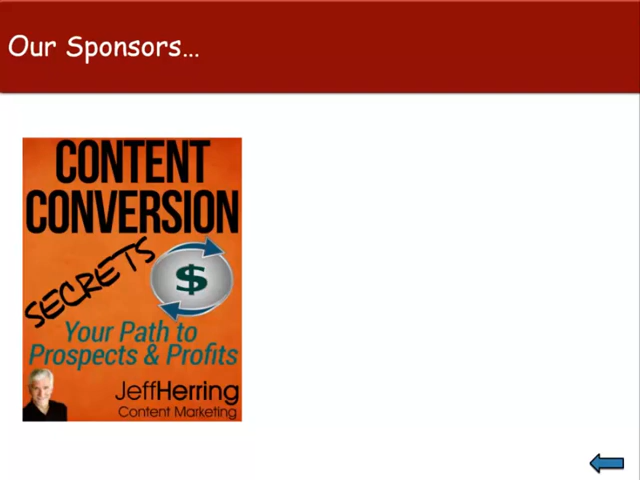 Our Sponsors...
CONTENT
CONVERSION
SECRETS
$
Your Path to
Prospects & Profits
JeffHerring
Content Marketing